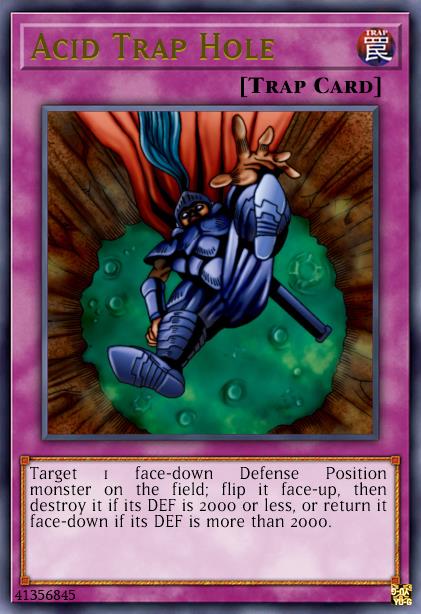 Acid Trap Hole
TRAP
罠
[Trap Card]
Target 1 face-down Defense Position
monster on the field; flip it face-up, then
destroy it if its DEF is 2000 or less, or return it
face-down if its DEF is more than 2000.
41356845